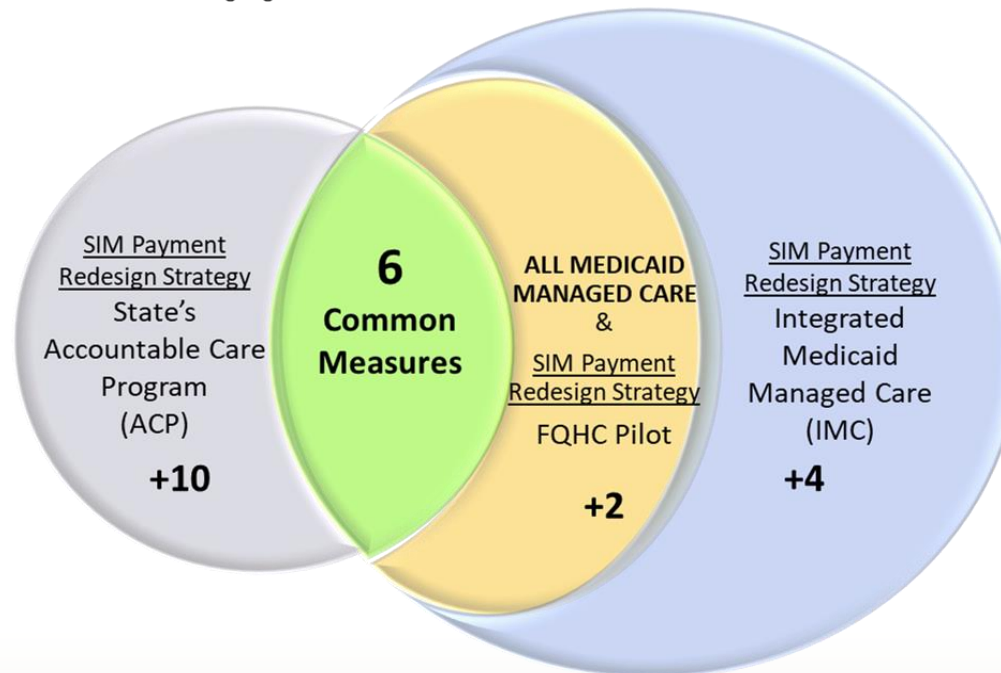 SIM Payment
Redesign Strategy
State's
Accountable Care
Program
(ACP)
+10
6
Common
Measures
ALL MEDICAID
MANAGED CARE
&
SIM Payment
Redesign Strategy
FQHC Pilot
+2
SIM Payment
Redesign Strategy
Integrated
Medicaid
Managed Care
(IMC)
+4